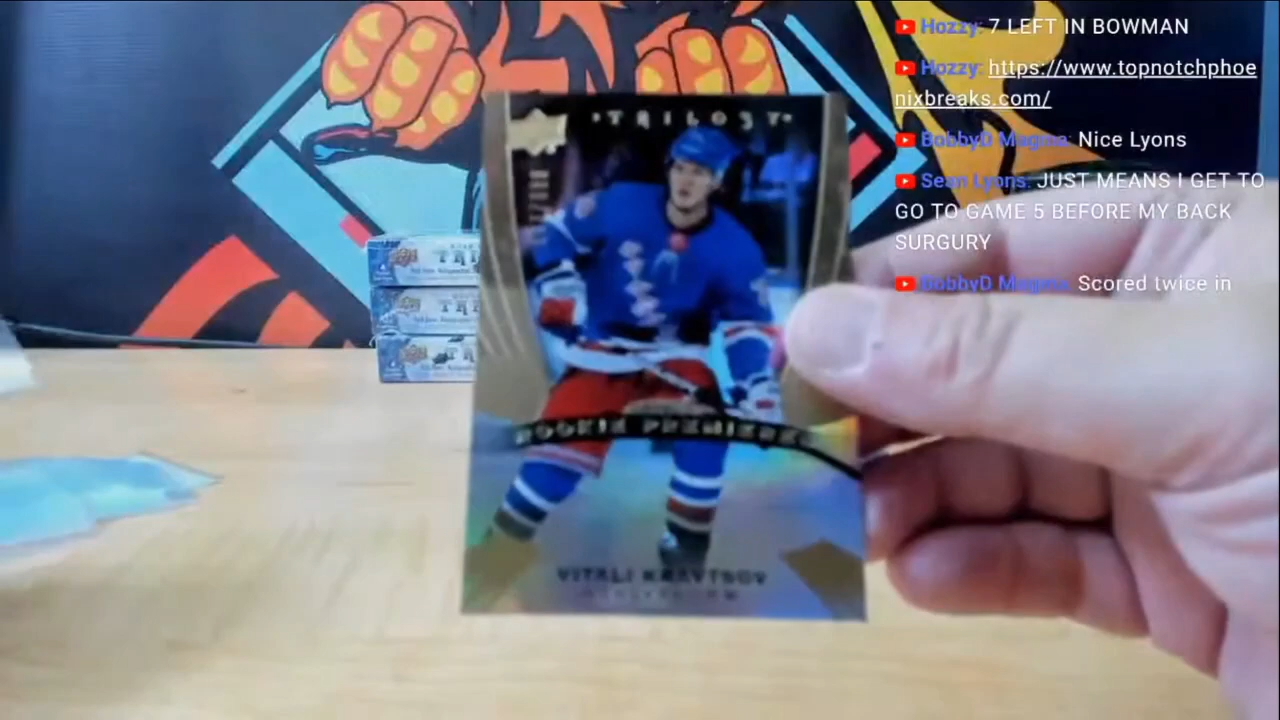 Hozzy: 7 LEFT IN BOWMAN
Hozzy: https://www.topnotchphoe
nixbreaks.com/
BobbyD Magma: Nice Lyons
Sean Lyons: JUST MEANS I GET TO
GO TO GAME 5 BEFORE MY BACK
SURGURY
BobbyD Magma: Scored twice in
TRILOGY
ROOKIE PREMIERES
VITALI KRAVTSOV